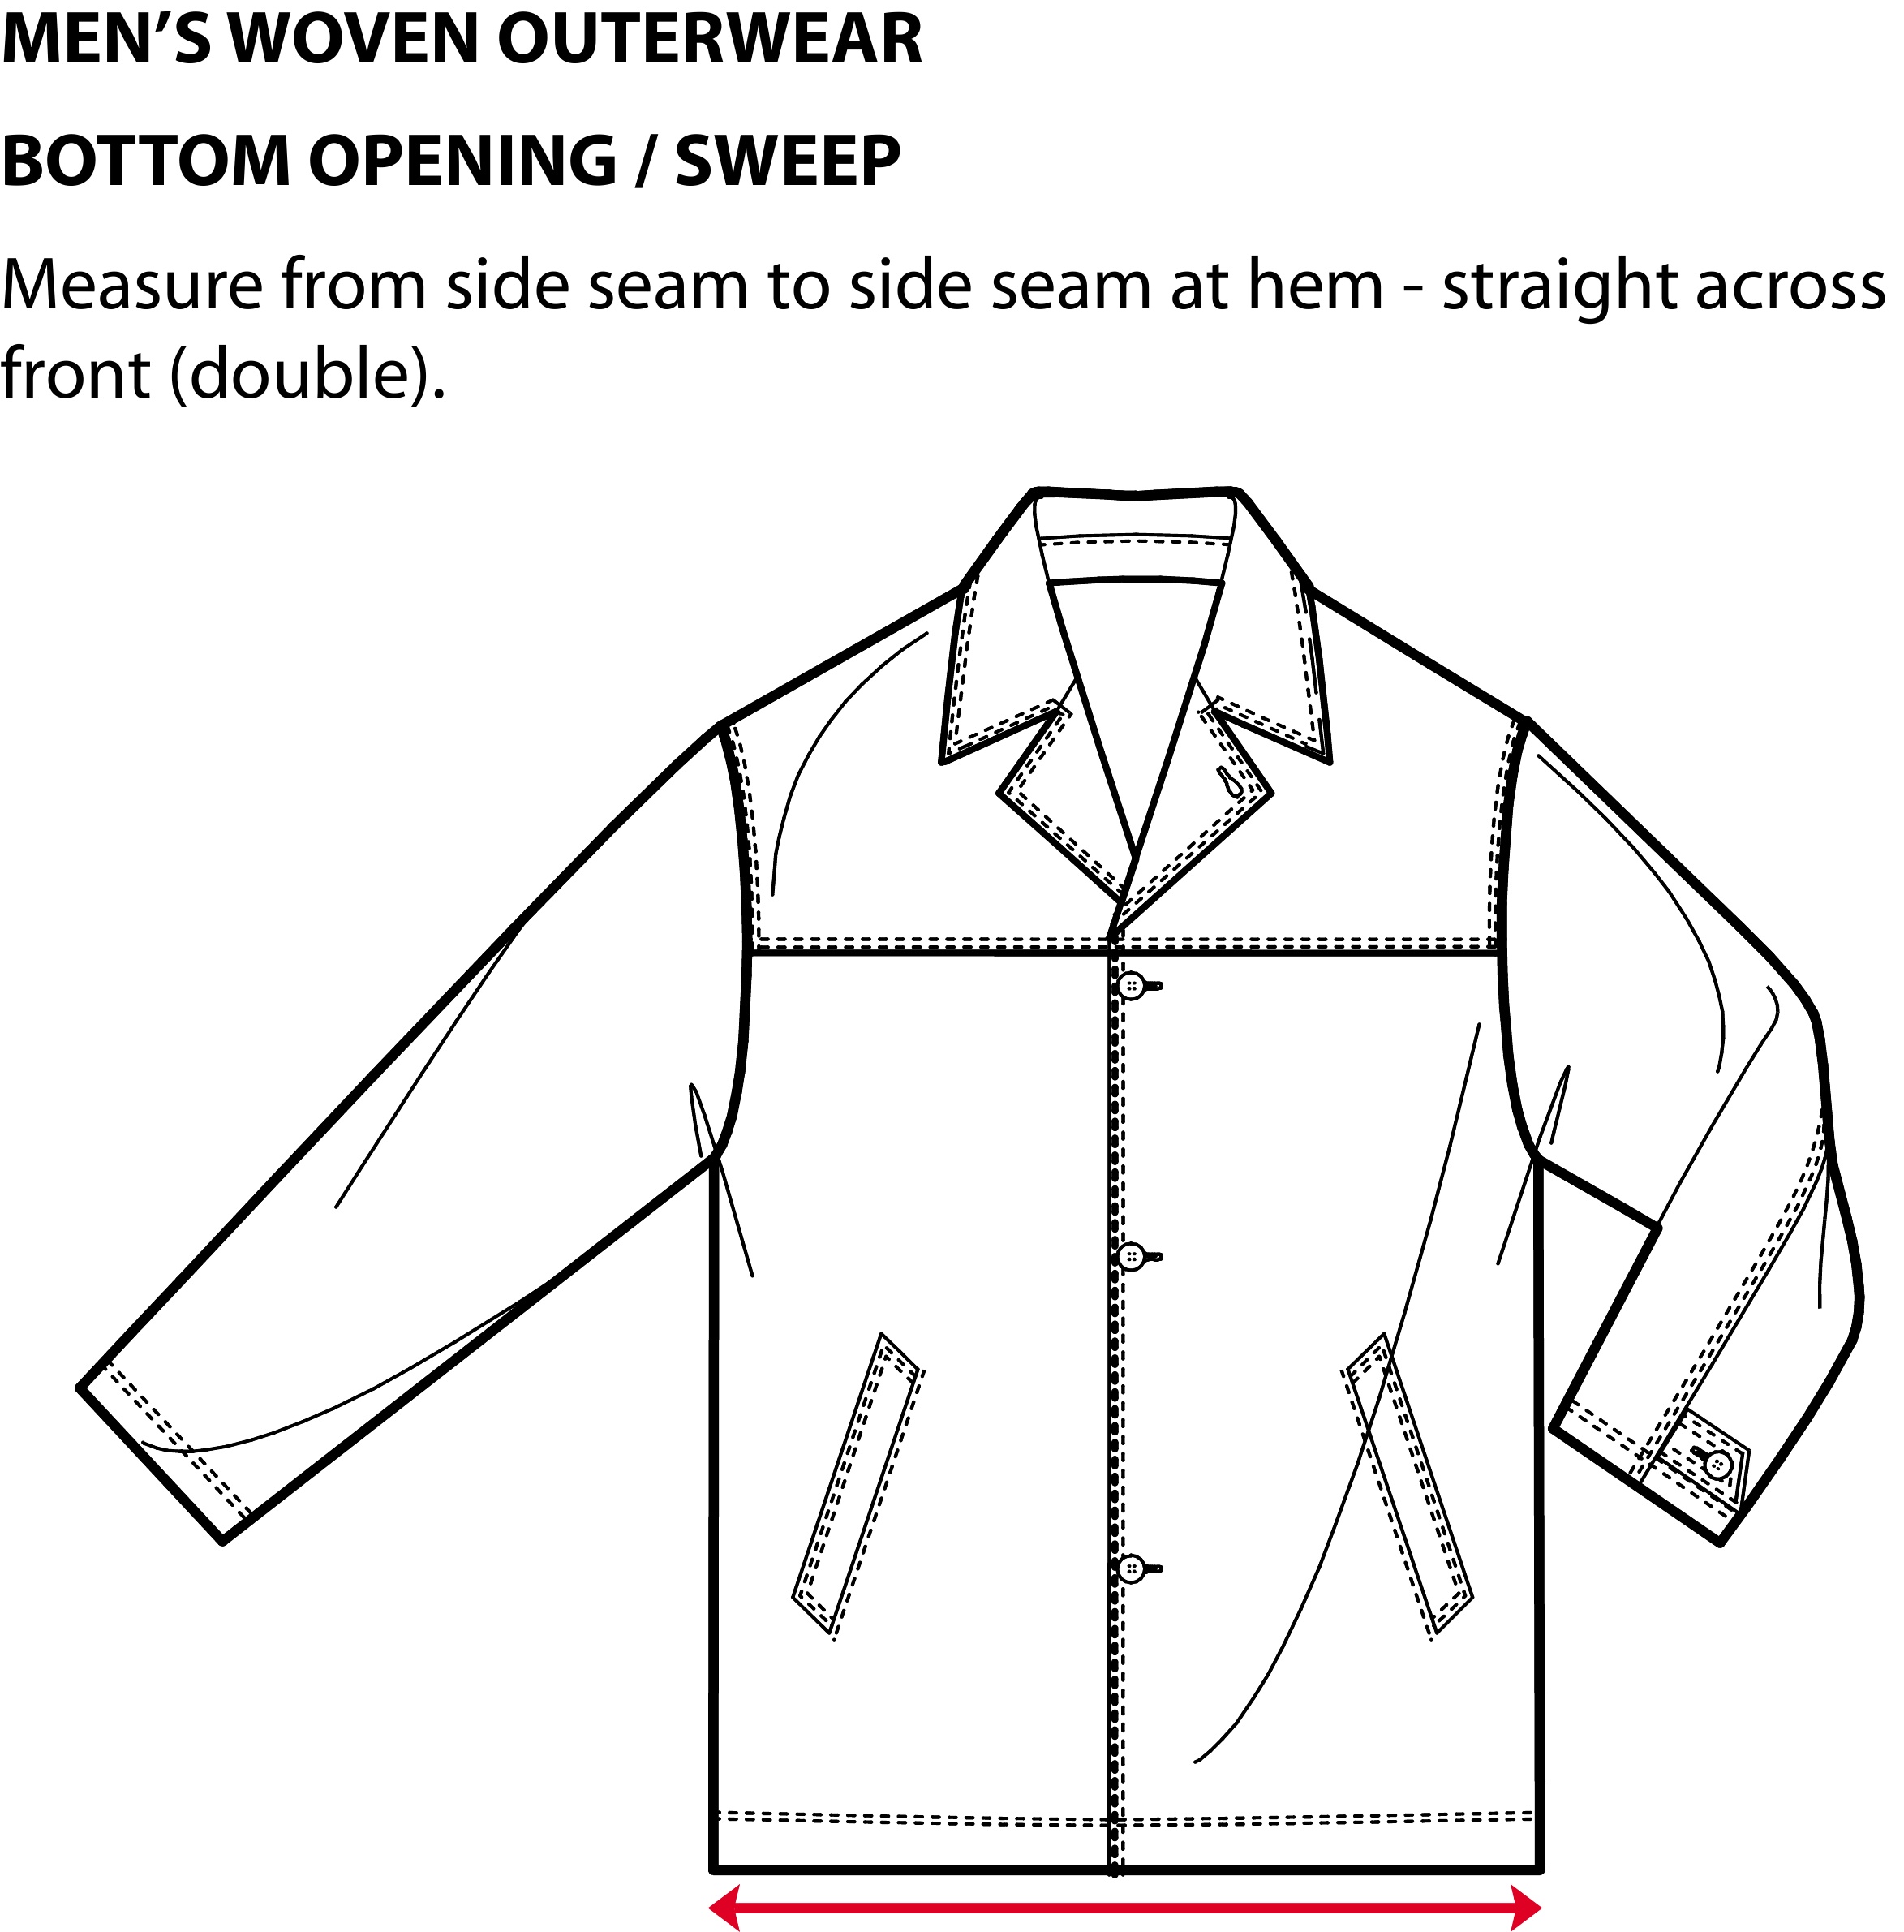 MEN’S WOVEN OUTERWEAR
BOTTOM OPENING / SWEEP
Measure from side seam to side seam at hem - straight across
front (double).